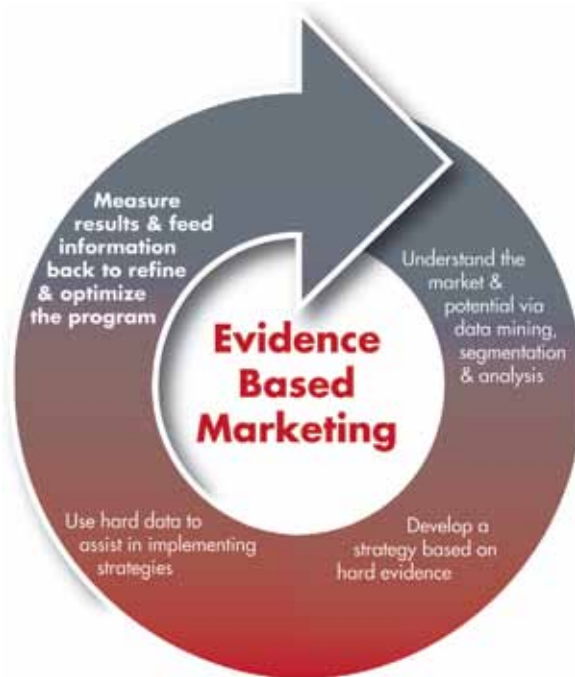 Measure
results & feed
information
back to refine
& optimize
the program
Understand the
market &
potential via
data mining,
segmentation
& analysis
Evidence
Based
Marketing
Use hard data to
assist in implementing
strategies
Develop a
strategy based on
hard evidence